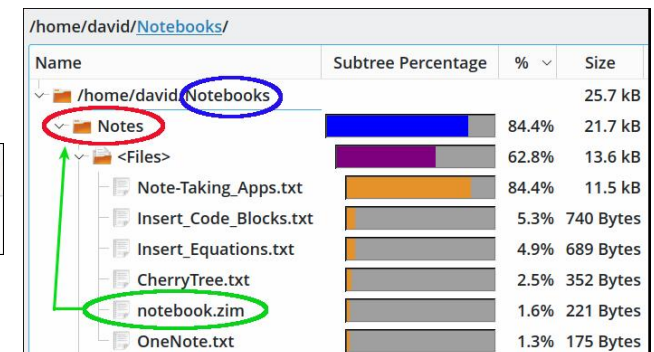 /home/david/Notebooks/
Name Subtree Percentage % Size
/home/david/Notebooks 25.7 kB
Notes 84.4% 21.7 kB
<Files> 62.8% 13.6 kB
Note-Taking_Apps.txt 84.4% 11.5 kB
Insert_Code_Blocks.txt 5.3% 740 Bytes
Insert_Equations.txt 4.9% 689 Bytes
CherryTree.txt 2.5% 352 Bytes
notebook.zim 1.6% 221 Bytes
OneNote.txt 1.3% 175 Bytes